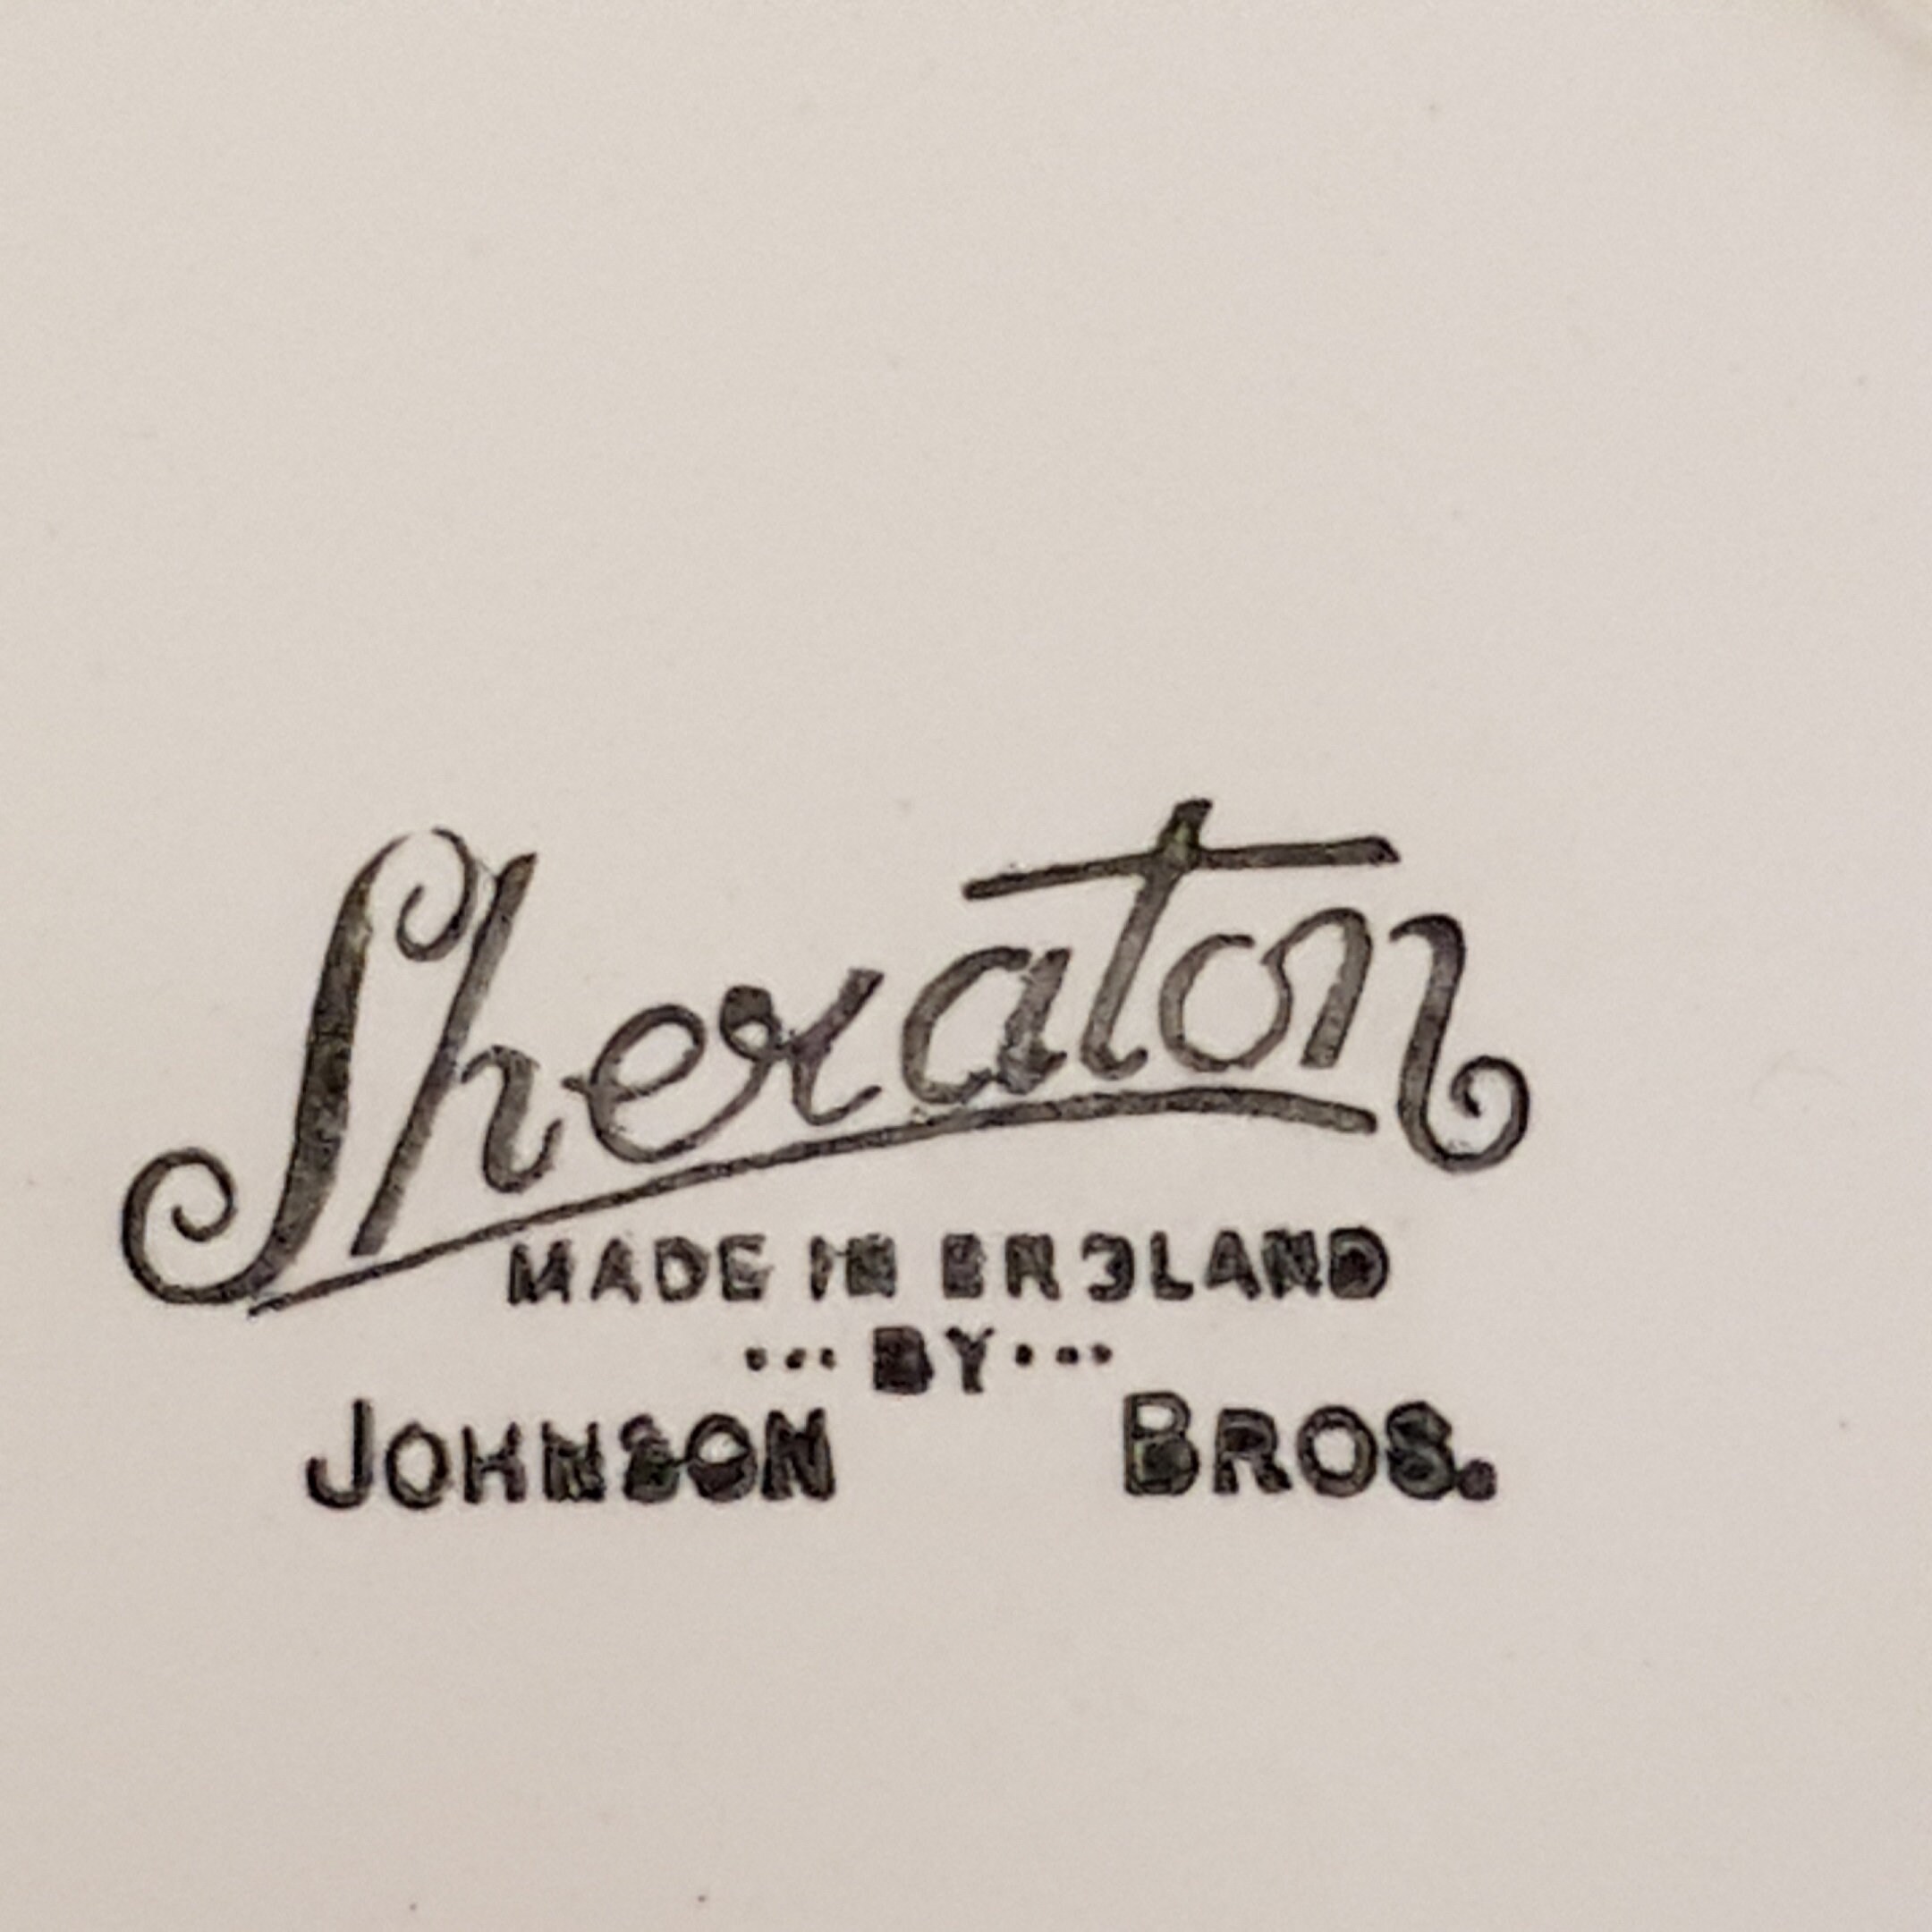 Sheraton
MADE IN ENGLAND
... BY ...
JOHNSON BROS.